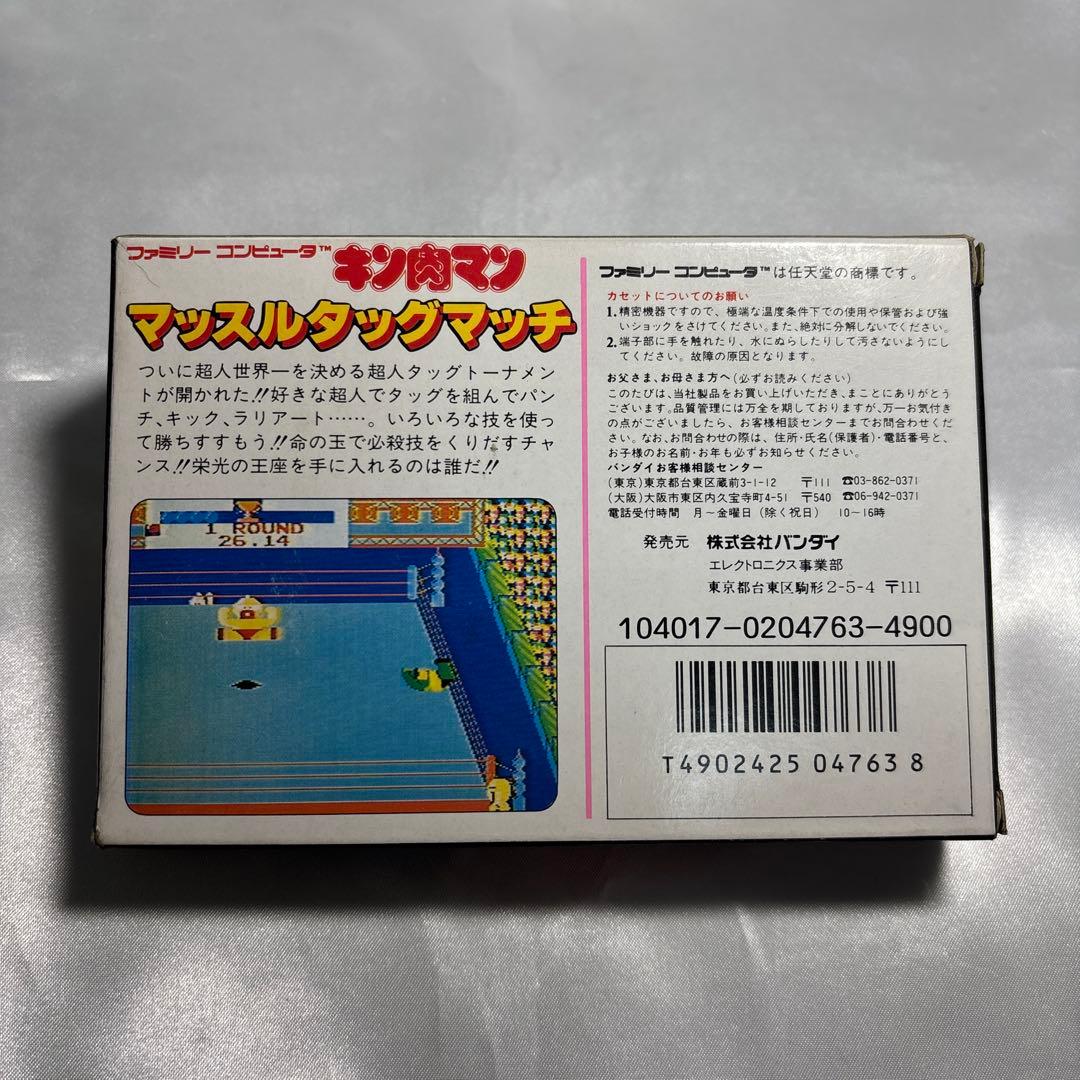 ファミリー コンピュータ™ キン肉マン
マッスルタッグマッチ
ついに超人世界一を決める超人タッグトーナメン
トが開かれた!!好きな超人でタッグを組んでパン
チ、キック、ラリアート……。いろいろな技を使っ
て勝ちすすもう!!命の玉で必殺技をくりだすチャ
ンス!!栄光の王座を手に入れるのは誰だ!!
1 ROUND
26.14
ファミリー コンピュータ™は任天堂の商標です。
カセットについてのお願い
1.精密機器ですので、極端な温度条件下での使用や保管および強
いショックをさけてください。また、絶対に分解しないでください。
2.端子部に手を触れたり、水にぬらしたりして汚さないようにし
てください。故障の原因となります。
お父さま、お母さま方へ(必ずお読みください)
このたびは、当社製品をお買い上げいただき、まことにありがとう
ございます。品質管理には万全を期しておりますが、万一お気付き
の点がございましたら、お客様相談センターまでお問合わせくだ
さい。なお、お問合わせの際は、住所・氏名(保護者)・電話番号と、
お子様のお名前・お年も必ずお知らせください。
バンダイお客様相談センター
(東京)東京都台東区蔵前3-1-12 〒111 ☎03-862-0371
(大阪)大阪市東区内久宝寺町4-51 〒540 ☎06-942-0371
電話受付時間 月〜金曜日(除く祝日) 10〜16時
発売元 株式会社バンダイ
エレクトロニクス事業部
東京都台東区駒形2-5-4 〒111
104017-0204763-4900
T4902425 04763 8